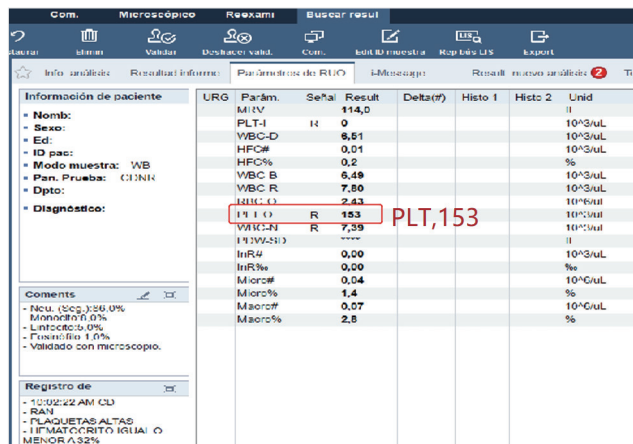 Com. Microscópico Reexami Buscar resul
staurar Elimin Validar Deshacer valid. Com. Edit ID muestra Rep bús LIS Export
Info. análisis Resultad informe Parámetros de RUO i-Message Result. nuevo análisis 2
Información de paciente
Nomb:
Sexo:
Ed:
ID pac:
Modo muestra: WB
Pan. Prueba: CDNR
Dpto:
Diagnóstico:
Coments
- Neu. (Seg.):86,0%
Monocito:8,0%
- Linfocito:5,0%
- Eosinófilo 1,0%
- Validado con microscopio.
Registro de
- 10:02:22 AM CD
- RAN
- PLAQUETAS ALTAS
- HEMATOCRITO IGUAL O
MENOR A 32%
URG Parám. Señal Result Delta(#) Histo 1 Histo 2 Unid
MRV 114,0 fL
PLT-I R 0 10^3/uL
WBC-D 6,51 10^3/uL
HFC# 0,01 10^3/uL
HFC% 0,2 %
WBC-B 6,49 10^3/uL
WBC-R 7,80 10^3/uL
RBC-O 2,43 10^6/uL
PLT-O R 153 10^3/uL
PLT,153
WBC-N R 7,39 10^3/uL
PDW-SD **** fL
InR# 0,00 10^3/uL
InR‰ 0,00 ‰
Micro# 0,04 10^6/uL
Micro% 1,4 %
Macro# 0,07 10^6/uL
Macro% 2,8 %